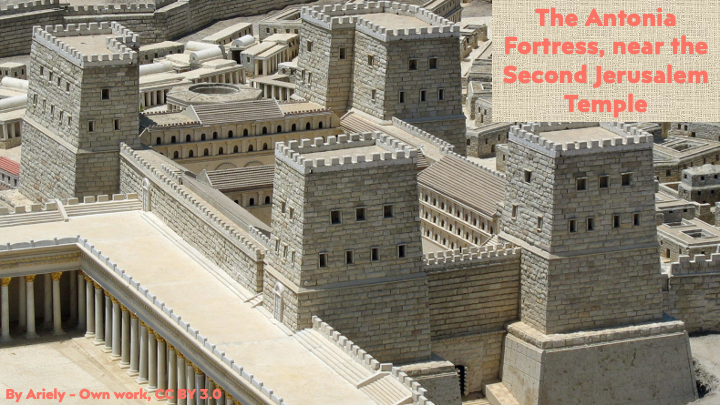 The Antonia
Fortress, near the
Second Jerusalem
Temple
By Ariely - Own work, CC BY 3.0